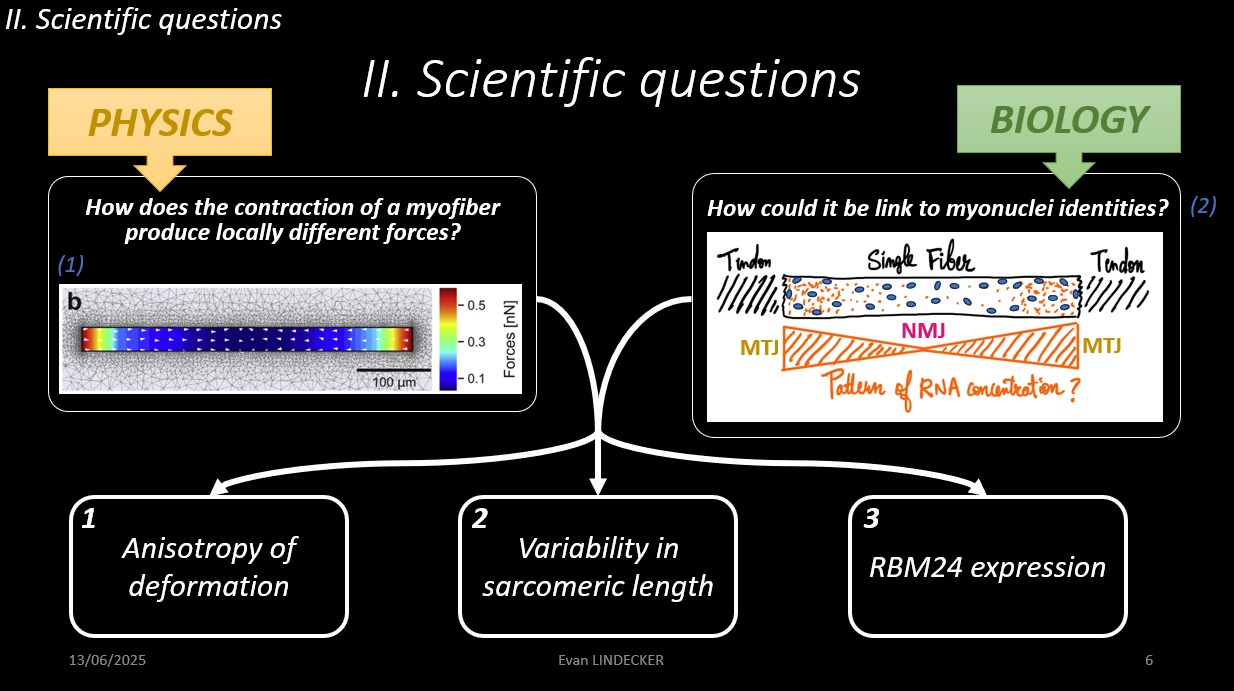 II. Scientific questions
II. Scientific questions
PHYSICS
BIOLOGY
How does the contraction of a myofiber
produce locally different forces?
(1)
b
0.5
0.3
0.1
Forces [nN]
100 µm
How could it be link to myonuclei identities?
(2)
Tendon
Single Fiber
Tendon
MTJ
NMJ
MTJ
Pattern of RNA concentration?
1
Anisotropy of
deformation
2
Variability in
sarcomeric length
3
RBM24 expression
13/06/2025
Evan LINDECKER
6